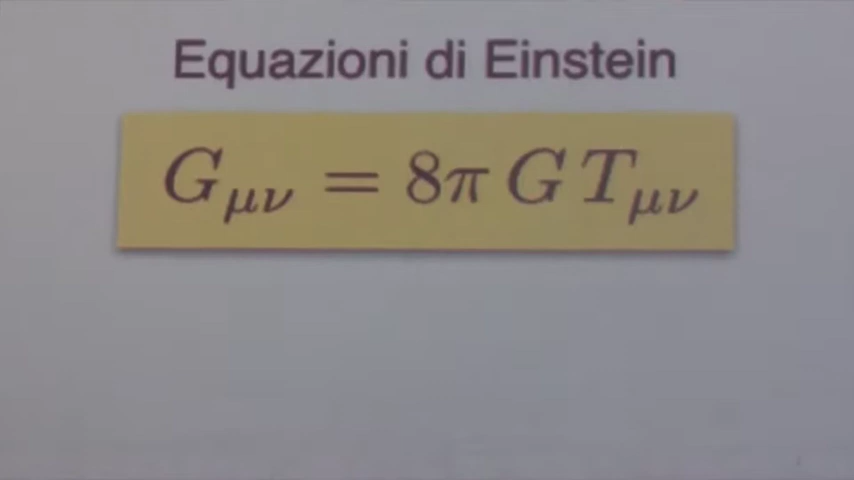 Equazioni di Einstein
G_{μν} = 8π G T_{μν}